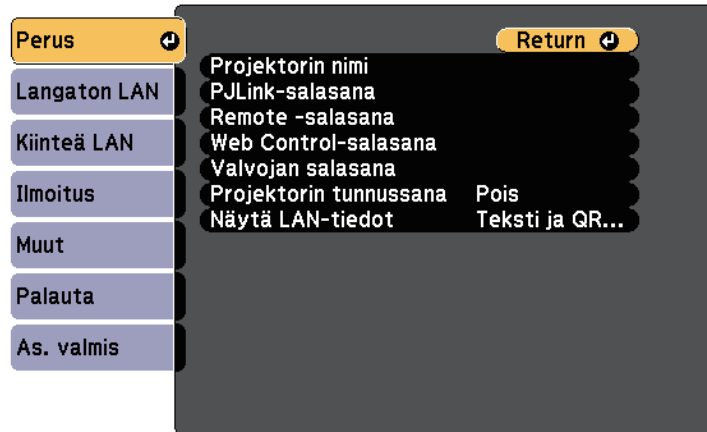 Perus
Langaton LAN
Kiinteä LAN
Ilmoitus
Muut
Palauta
As. valmis
Return
Projektorin nimi
PJLink-salasana
Remote -salasana
Web Control-salasana
Valvojan salasana
Projektorin tunnussana Pois
Näytä LAN-tiedot Teksti ja QR...